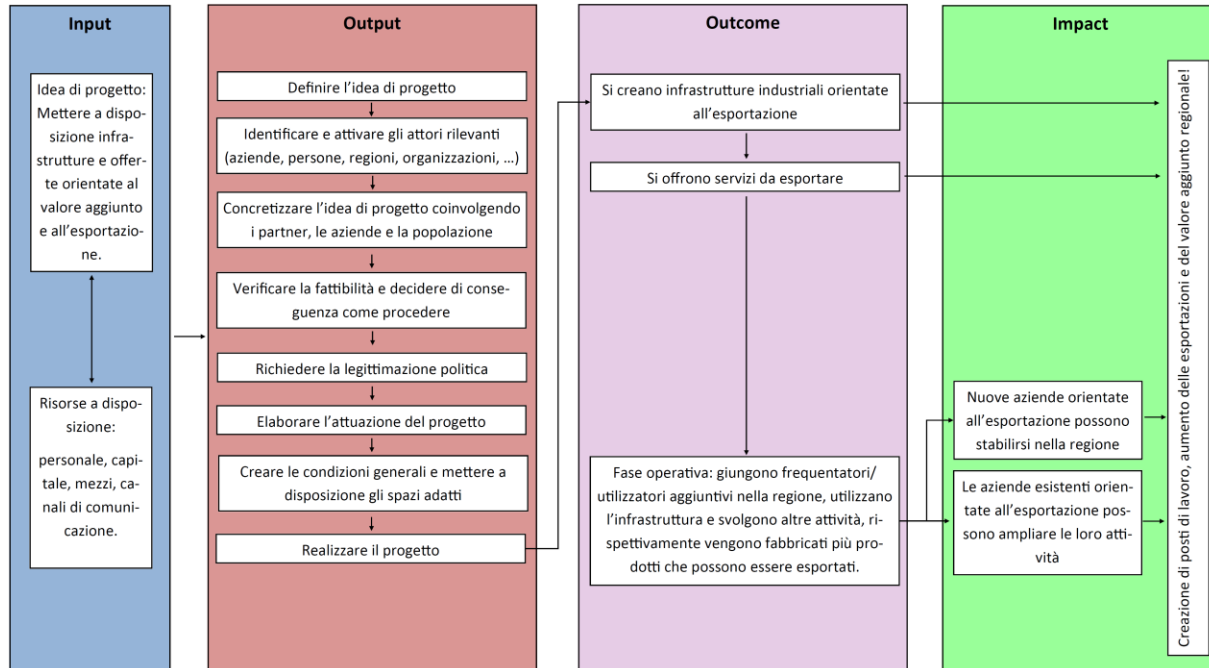 Input
Idea di progetto:
Mettere a dispo-
sizione infra-
strutture e offer-
te orientate al
valore aggiunto
e all'esportazio-
ne.
Risorse a dispo-
sizione:
personale, capi-
tale, mezzi, ca-
nali di comuni-
cazione.
Output
Definire l'idea di progetto
Identificare e attivare gli attori rilevanti
(aziende, persone, regioni, organizzazioni, ...)
Concretizzare l'idea di progetto coinvolgendo
i partner, le aziende e la popolazione
Verificare la fattibilità e decidere di conse-
guenza come procedere
Richiedere la legittimazione politica
Elaborare l'attuazione del progetto
Creare le condizioni generali e mettere a
disposizione gli spazi adatti
Realizzare il progetto
Outcome
Si creano infrastrutture industriali orientate
all'esportazione
Si offrono servizi da esportare
Fase operativa: giungono frequentatori/
utilizzatori aggiuntivi nella regione, utilizzano
l'infrastruttura e svolgono altre attività, ri-
spettivamente vengono fabbricati più pro-
dotti che possono essere esportati.
Impact
Nuove aziende orientate
all'esportazione possono
stabilirsi nella regione
Le aziende esistenti orien-
tate all'esportazione pos-
sono ampliare le loro atti-
vità
Creazione di posti di lavoro, aumento delle esportazioni e del valore aggiunto regionale!